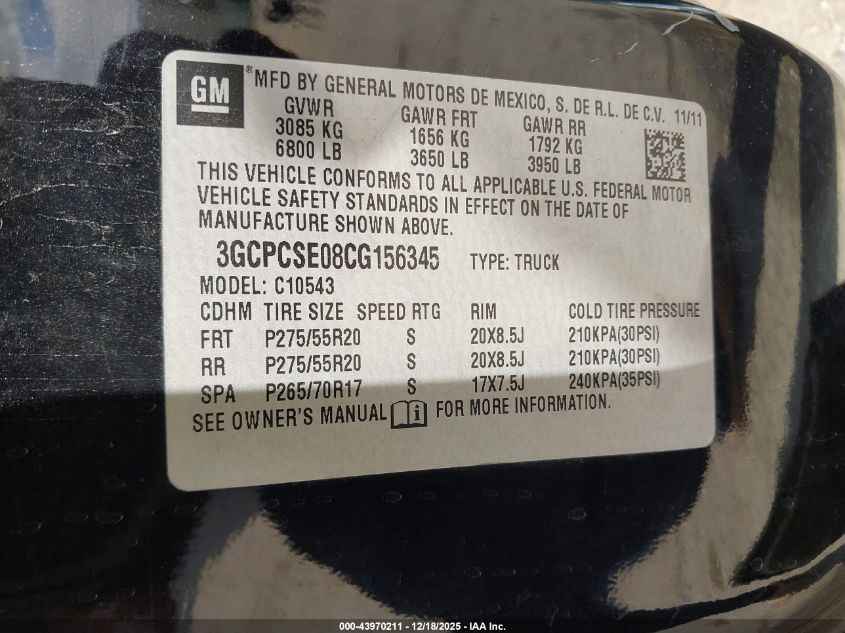 GM
® MFD BY GENERAL MOTORS DE MEXICO, S. DE R.L. DE C.V. 11/11
GVWR GAWR FRT GAWR RR
3085 KG 1656 KG 1792 KG
6800 LB 3650 LB 3950 LB
THIS VEHICLE CONFORMS TO ALL APPLICABLE U.S. FEDERAL MOTOR
VEHICLE SAFETY STANDARDS IN EFFECT ON THE DATE OF
MANUFACTURE SHOWN ABOVE.
3GCPCSE08CG156345 TYPE: TRUCK
MODEL: C10543
CDHM TIRE SIZE SPEED RTG RIM COLD TIRE PRESSURE
FRT P275/55R20 S 20X8.5J 210KPA(30PSI)
RR P275/55R20 S 20X8.5J 210KPA(30PSI)
SPA P265/70R17 S 17X7.5J 240KPA(35PSI)
SEE OWNER'S MANUAL FOR MORE INFORMATION.
000-43970211 - 12/18/2025 - IAA Inc.